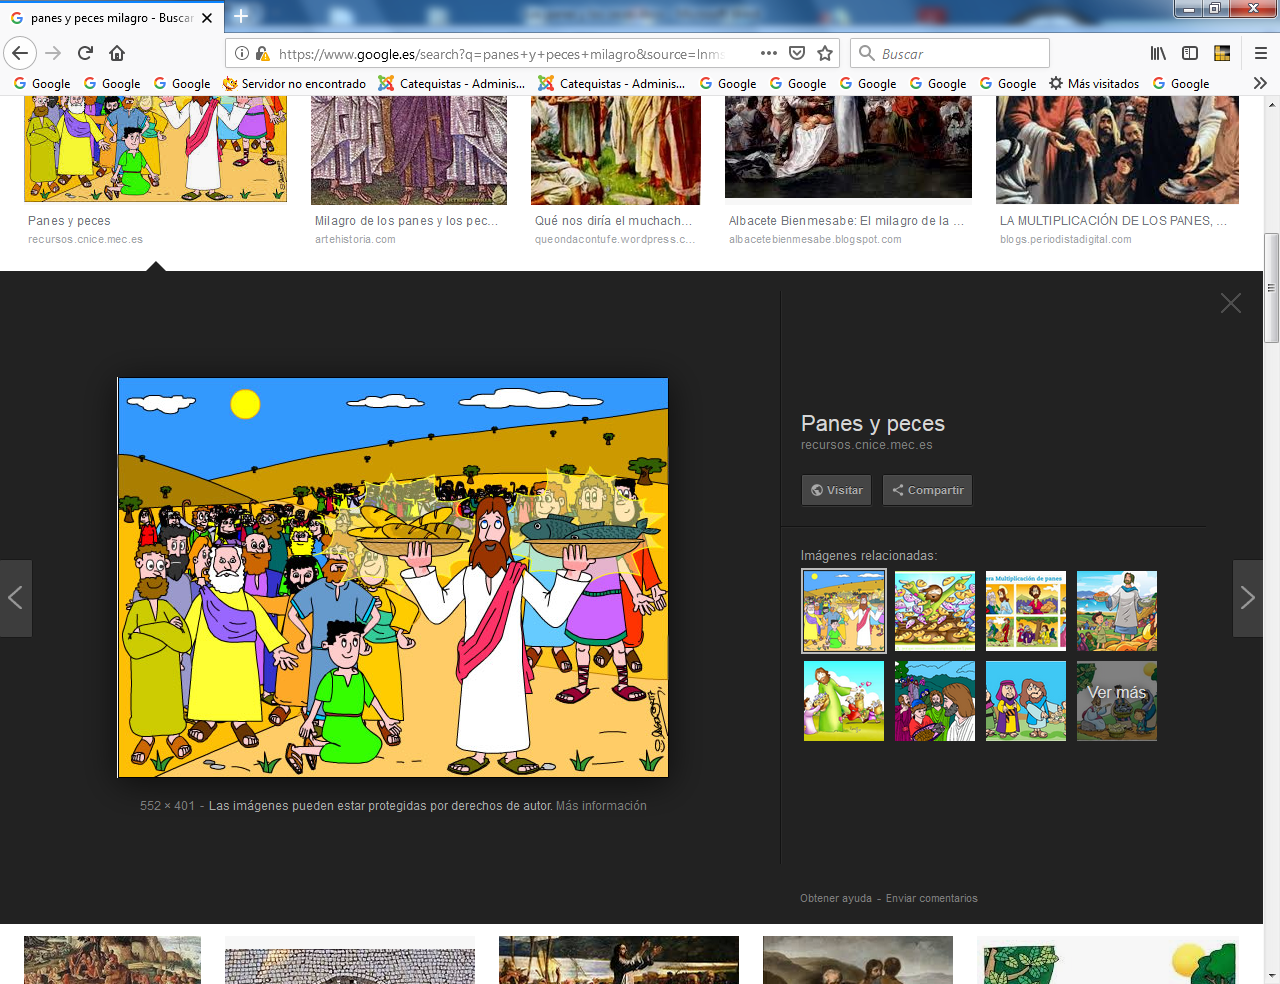 panes y peces milagro - Buscar
https://www.google.es/search?q=panes+y+peces+milagro&source=lnms
Buscar
Google
Google
Google
Servidor no encontrado
Catequistas - Adminis...
Catequistas - Adminis...
Google
Google
Google
Google
Google
Más visitados
Google
Panes y peces
recursos.cnice.mec.es
Milagro de los panes y los pec...
artehistoria.com
Qué nos diría el muchach...
queondacontufe.wordpress.c...
Albacete Bienmesabe: El milagro de la ...
albacetebienmesabe.blogspot.com
LA MULTIPLICACIÓN DE LOS PANES, ...
blogs.periodistadigital.com
Panes y peces
recursos.cnice.mec.es
Visitar
Compartir
Imágenes relacionadas:
era Multiplicación de panes
Ver más
552 × 401 - Las imágenes pueden estar protegidas por derechos de autor. Más información
Obtener ayuda - Enviar comentarios